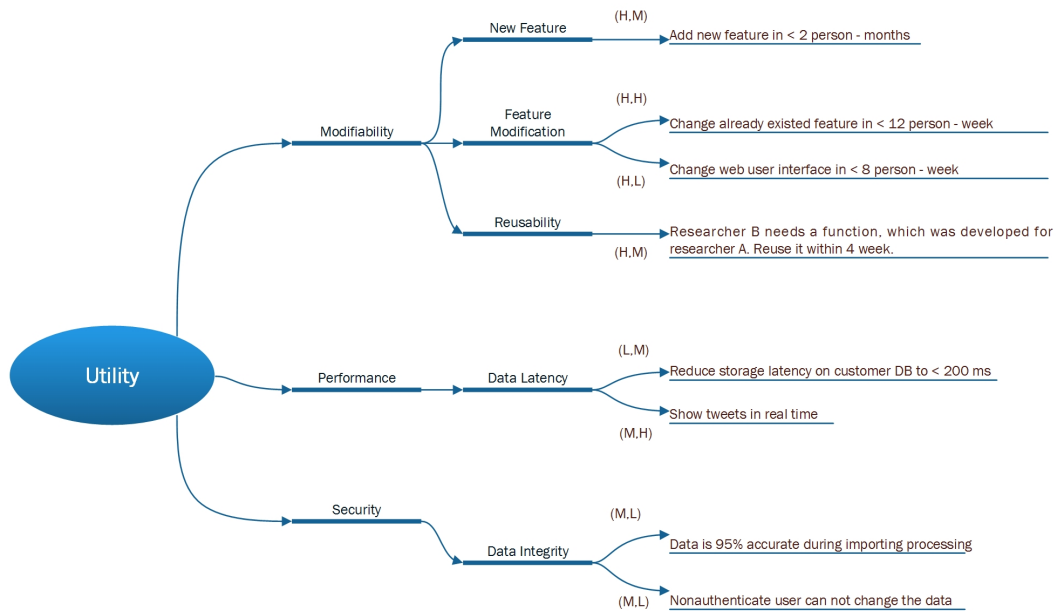 (H,M)
New Feature
Add new feature in < 2 person - months
(H,H)
Feature
Modification
Modifiability
Change already existed feature in < 12 person - week
Change web user interface in < 8 person - week
(H,L)
Reusability
Researcher B needs a function, which was developed for
researcher A. Reuse it within 4 week.
(H,M)
Utility
(L,M)
Performance
Data Latency
Reduce storage latency on customer DB to < 200 ms
Show tweets in real time
(M,H)
Security
(M,L)
Data Integrity
Data is 95% accurate during importing processing
Nonauthenticate user can not change the data
(M,L)